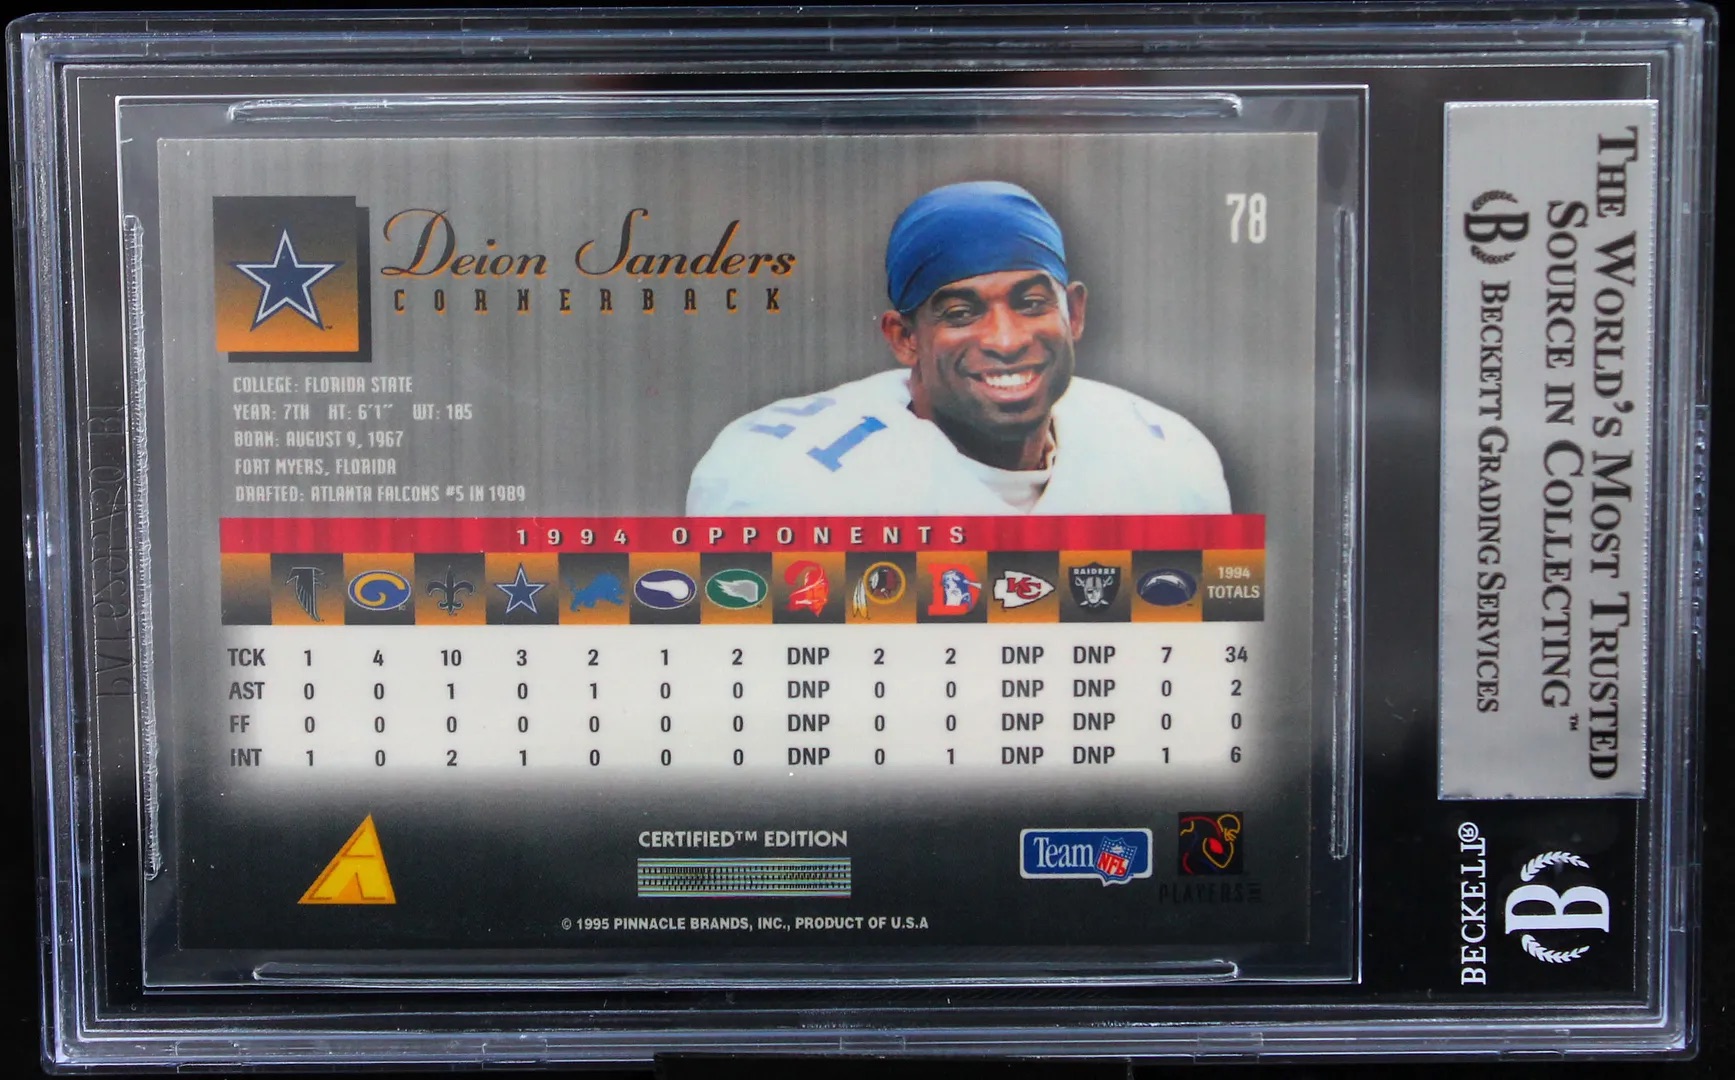 78
Deion Sanders
CORNERBACK
COLLEGE: FLORIDA STATE
YEAR: 7TH HT: 6'1" WT: 185
BORN: AUGUST 9, 1967
FORT MYERS, FLORIDA
DRAFTED: ATLANTA FALCONS #5 IN 1989
21
1994 OPPONENTS
KC
RAIDERS
1994
TOTALS
TCK 1 4 10 3 2 1 2 DNP 2 2 DNP DNP 7 34
AST 0 0 1 0 1 0 0 DNP 0 0 DNP DNP 0 2
FF 0 0 0 0 0 0 0 DNP 0 0 DNP DNP 0 0
INT 1 0 2 1 0 0 0 DNP 0 1 DNP DNP 1 6
CERTIFIED™ EDITION
Team NFL
PLAYERS
© 1995 PINNACLE BRANDS, INC., PRODUCT OF U.S.A
THE WORLD'S MOST TRUSTED
SOURCE IN COLLECTING™
B BECKETT GRADING SERVICES
BECKETT®
B